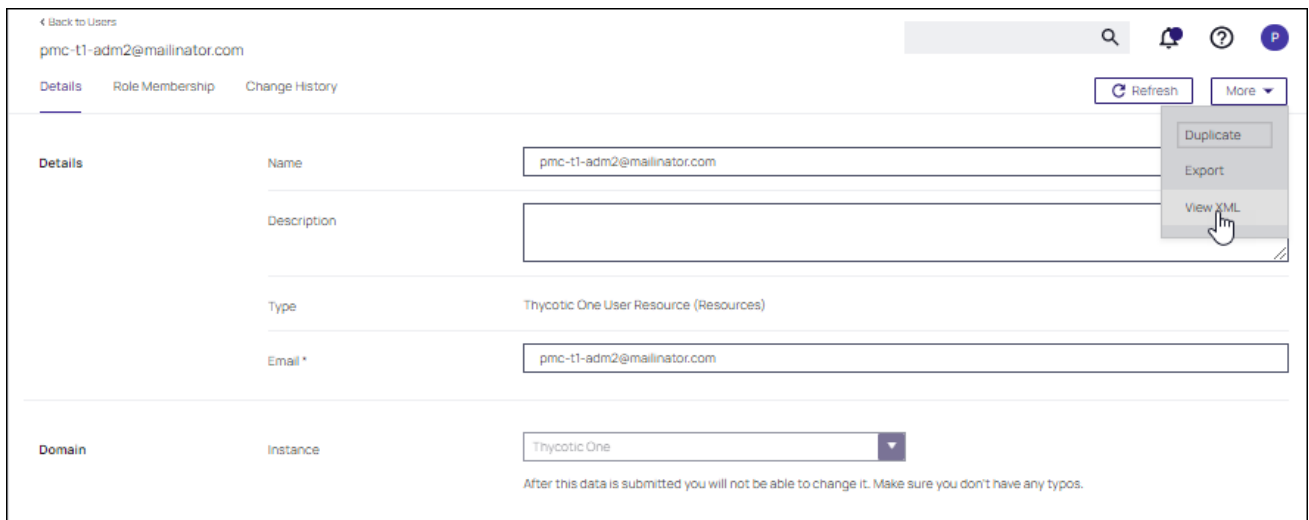 Back to Users
pmc-t1-adm2@mailinator.com
P
Details Role Membership Change History
Refresh More
Duplicate
Export
View XML
Details
Name pmc-t1-adm2@mailinator.com
Description
Type Thycotic One User Resource (Resources)
Email * pmc-t1-adm2@mailinator.com
Domain
Instance Thycotic One
After this data is submitted you will not be able to change it. Make sure you don't have any typos.